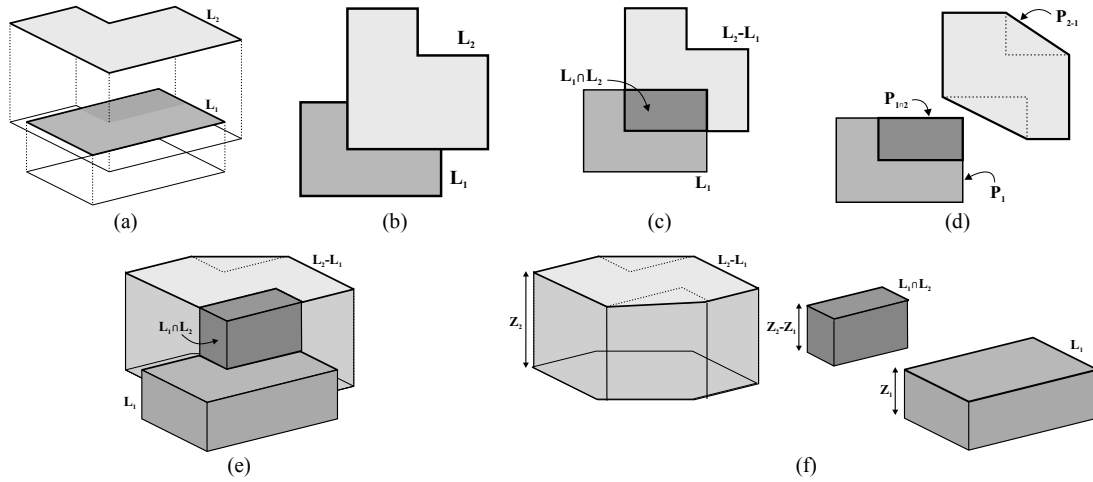 L₂
L₁
(a)
L₂
L₁
(b)
L₂-L₁
L₁∩L₂
L₁
(c)
P₂₋₁
P₁∩₂
P₁
(d)
L₂-L₁
L₁∩L₂
L₁
(e)
L₂-L₁
Z₂
L₁∩L₂
Z₂-Z₁
L₁
Z₁
(f)